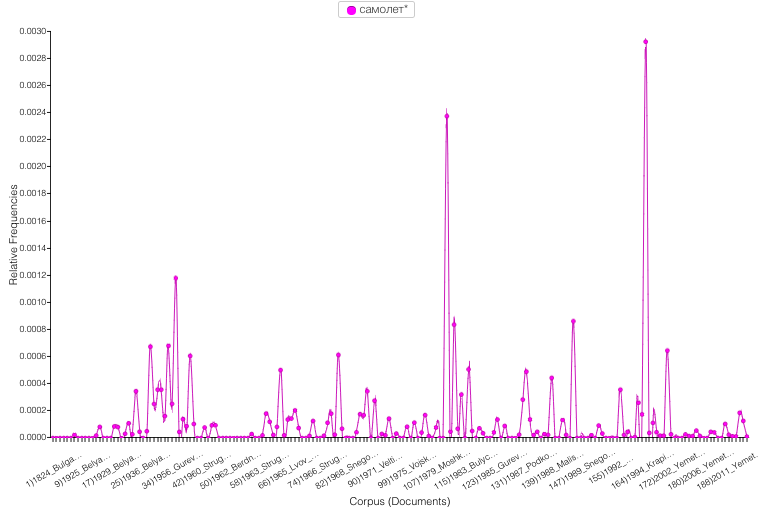 самолет*
0.0030
0.0028
0.0026
0.0024
0.0022
0.0020
0.0018
0.0016
0.0014
0.0012
0.0010
0.0008
0.0006
0.0004
0.0002
0.0000
Relative Frequencies
1)1824_Bulga...
9)1925_Belya...
17)1929_Belya...
25)1936_Belya...
34)1956_Gurev...
42)1960_Strug...
50)1962_Berdn...
58)1963_Strug...
66)1965_Lvov_...
74)1966_Strug...
82)1968_Snego...
90)1971_Velti...
99)1975_Vojsk...
107)1979_Moshk...
115)1983_Bulyc...
123)1985_Gurev...
131)1987_Podko...
139)1988_Malis...
147)1989_Snego...
155)1992_...
164)1994_Krapi...
172)2002_Yemet...
180)2006_Yemet...
188)2011_Yemet...
Corpus (Documents)